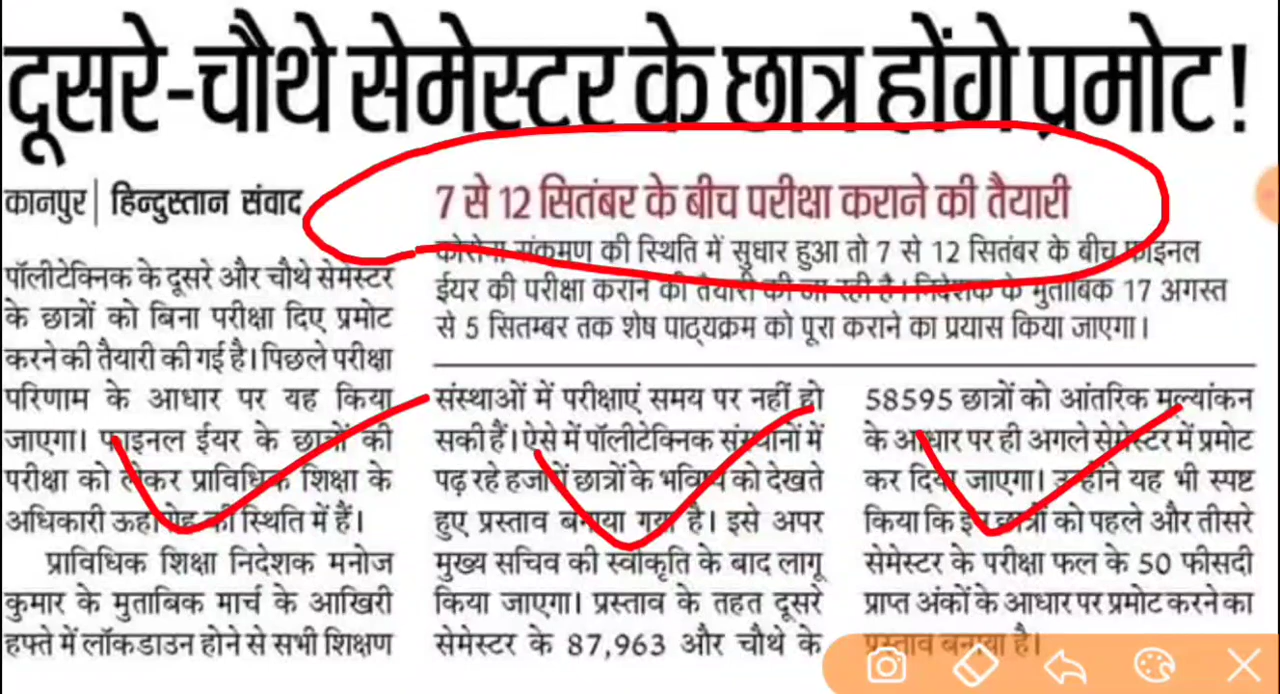 दूसरे-चौथे सेमेस्टर के छात्र होंगे प्रमोट!
कानपुर | हिन्दुस्तान संवाद
पॉलीटेक्निक के दूसरे और चौथे सेमेस्टर
के छात्रों को बिना परीक्षा दिए प्रमोट
करने की तैयारी की गई है। पिछले परीक्षा
परिणाम के आधार पर यह किया
जाएगा। फाइनल ईयर के छात्रों की
परीक्षा को लेकर प्राविधिक शिक्षा के
अधिकारी ऊहापोह की स्थिति में हैं।
प्राविधिक शिक्षा निदेशक मनोज
कुमार के मुताबिक मार्च के आखिरी
हफ्ते में लॉकडाउन होने से सभी शिक्षण
7 से 12 सितंबर के बीच परीक्षा कराने की तैयारी
कोरोना संक्रमण की स्थिति में सुधार हुआ तो 7 से 12 सितंबर के बीच फाइनल
ईयर की परीक्षा कराने की तैयारी की जा रही है। निदेशक के मुताबिक 17 अगस्त
से 5 सितम्बर तक शेष पाठ्यक्रम को पूरा कराने का प्रयास किया जाएगा।
संस्थाओं में परीक्षाएं समय पर नहीं हो
सकी हैं। ऐसे में पॉलीटेक्निक संस्थानों में
पढ़ रहे हजारों छात्रों के भविष्य को देखते
हुए प्रस्ताव बनाया गया है। इसे अपर
मुख्य सचिव की स्वीकृति के बाद लागू
किया जाएगा। प्रस्ताव के तहत दूसरे
सेमेस्टर के 87,963 और चौथे के
58595 छात्रों को आंतरिक मूल्यांकन
के आधार पर ही अगले सेमेस्टर में प्रमोट
कर दिया जाएगा। उन्होंने यह भी स्पष्ट
किया कि इन छात्रों को पहले और तीसरे
सेमेस्टर के परीक्षा फल के 50 फीसदी
प्राप्त अंकों के आधार पर प्रमोट करने का
प्रस्ताव बनाया है।